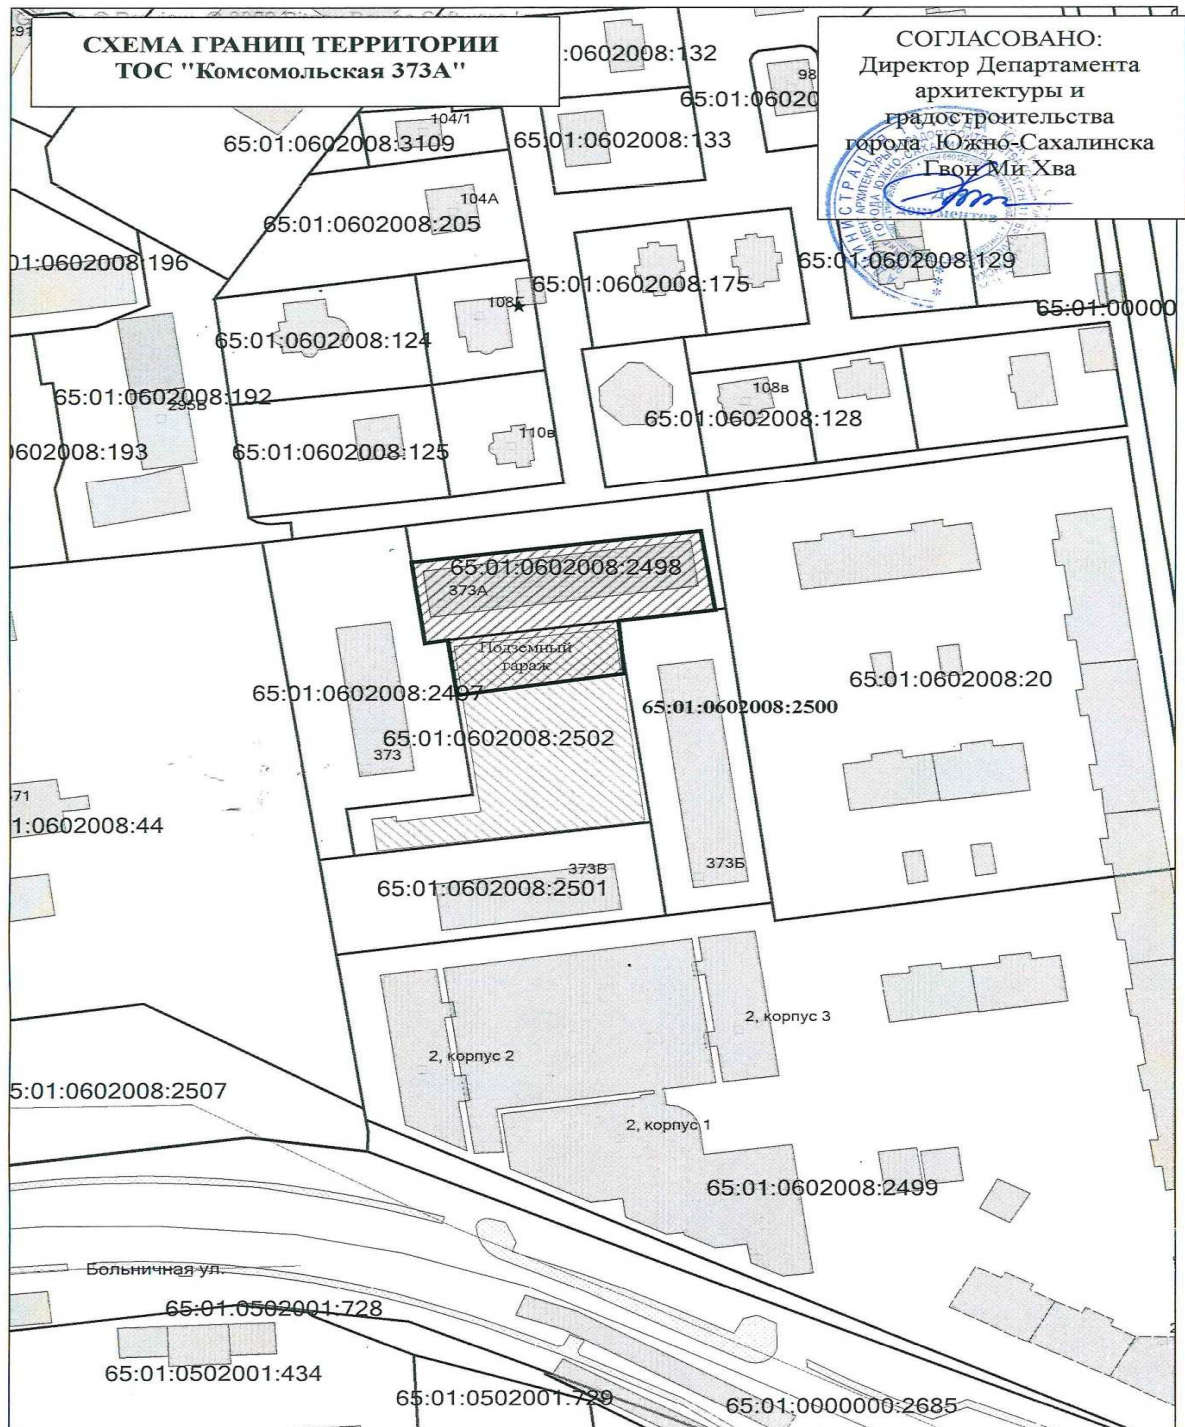 СХЕМА ГРАНИЦ ТЕРРИТОРИИ
ТОС "Комсомольская 373А"
СОГЛАСОВАНО:
Директор Департамента
архитектуры и
градостроительства
города Южно-Сахалинска
Гвон Ми Хва
:0602008:132
98
65:01:06020
104/1
65:01:0602008:3109
65:01:0602008:133
104А
65:01:0602008:205
01:0602008:196
65:01:0602008:129
65:01:0602008:175
108Г
65:01:00000
65:01:0602008:124
65:01:0602008:192
295В
108в
65:01:0602008:128
0602008:193
65:01:0602008:125
110в
65:01:0602008:2498
373А
Подземный
гараж
65:01:0602008:20
65:01:0602008:2497
65:01:0602008:2500
65:01:0602008:2502
373
71
1:0602008:44
373В
373Б
65:01:0602008:2501
2, корпус 3
2, корпус 2
5:01:0602008:2507
2, корпус 1
65:01:0602008:2499
Больничная ул.
65:01:0502001:728
65:01:0502001:434
65:01:0502001:729
65:01:0000000:2685